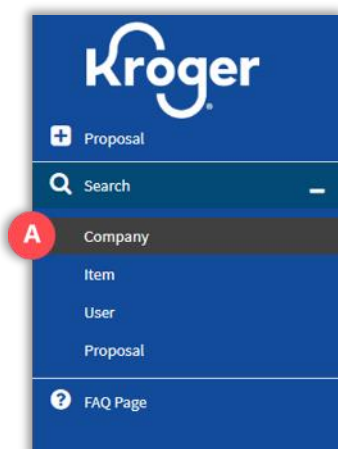 Kroger
Proposal
Search
A
Company
Item
User
Proposal
FAQ Page